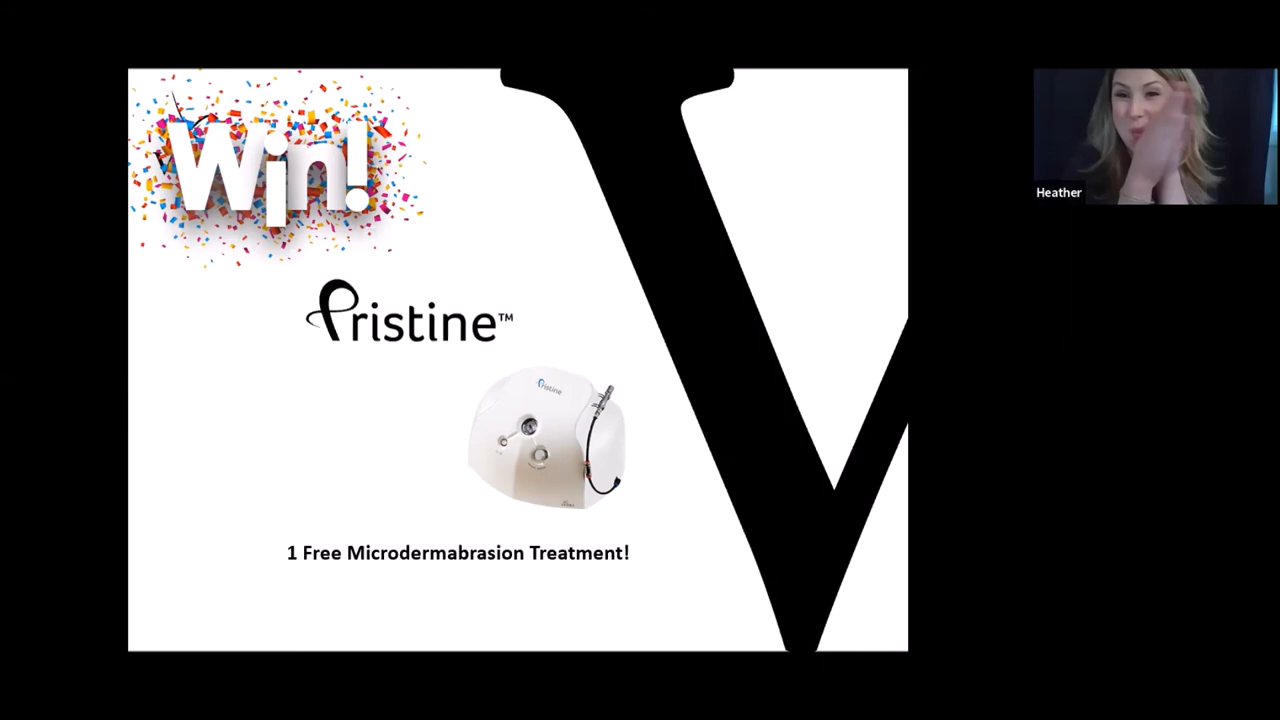 Win!
Pristine™
Pristine
1 Free Microdermabrasion Treatment!
Heather